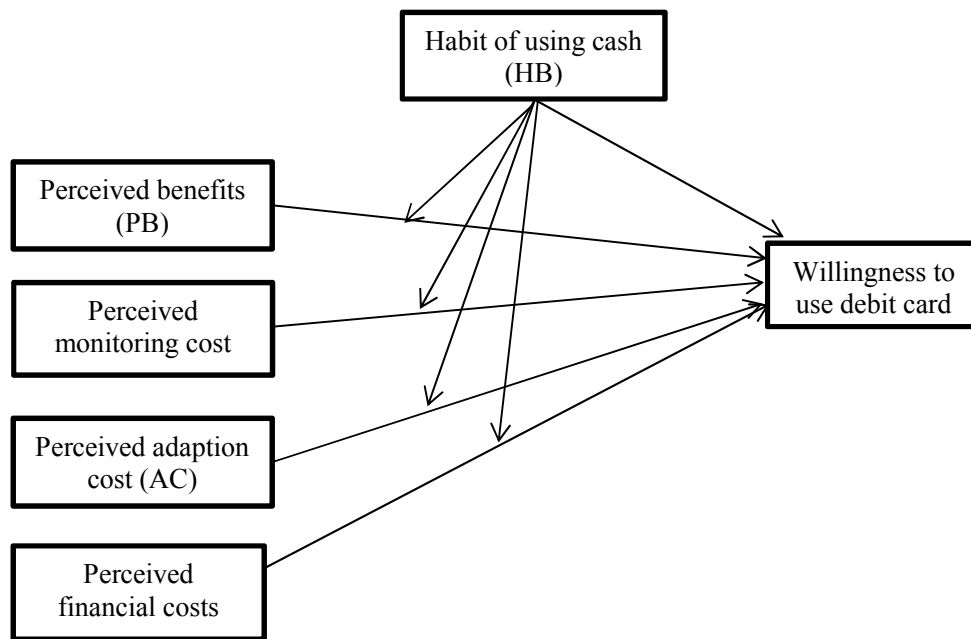 Habit of using cash
(HB)
Perceived benefits
(PB)
Perceived
monitoring cost
Perceived adaption
cost (AC)
Perceived
financial costs
Willingness to
use debit card